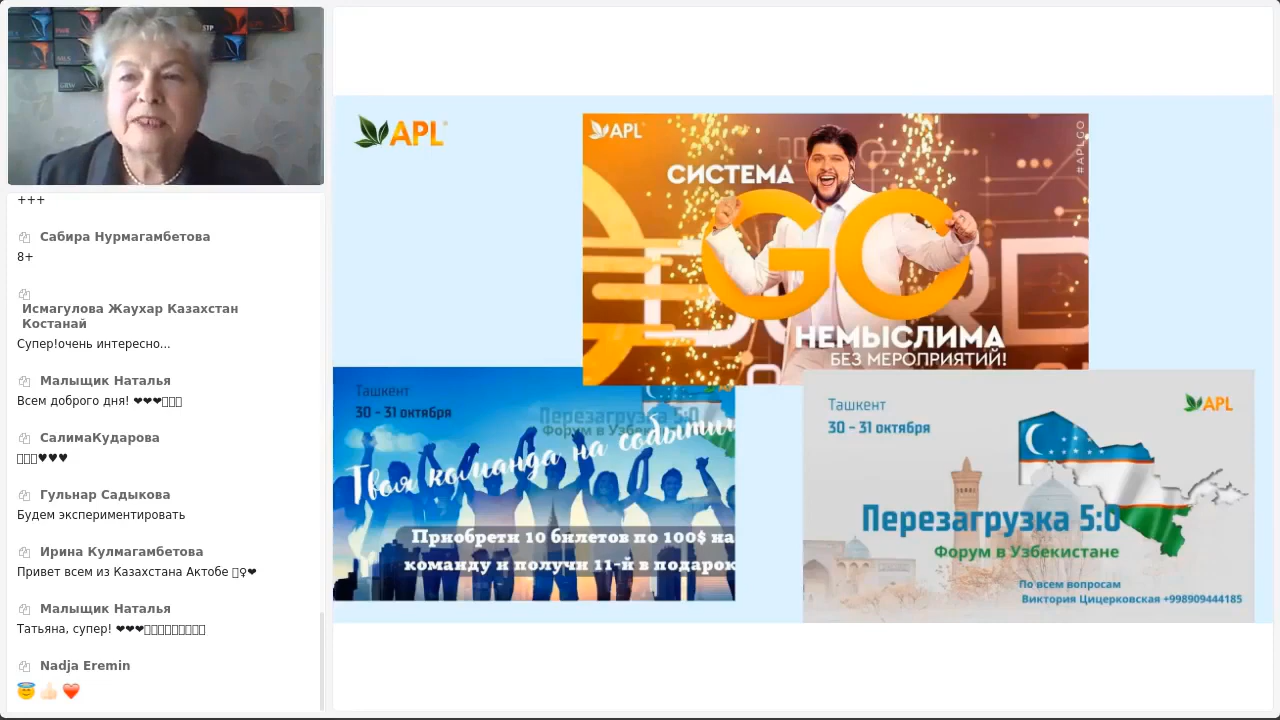 STP
GRW
+++
Сабира Нурмагамбетова
8+
Исмагулова Жаухар Казахстан
Костанай
Супер!очень интересно...
Малыщик Наталья
Всем доброго дня! ❤❤❤
СалимаКударова
♥♥♥
Гульнар Садыкова
Будем экспериментировать
Ирина Кулмагамбетова
Привет всем из Казахстана Актобе ♀❤
Малыщик Наталья
Татьяна, супер! ❤❤❤
Nadja Eremin
😇👍🏻❤️
APL
APL
#APLGO
СИСТЕМА
GO
НЕМЫСЛИМА
БЕЗ МЕРОПРИЯТИЙ!
Ташкент
30 – 31 октября
Перезагрузка 5:0
Форум в Узбек
Твоя команда на событии
Приобрети 10 билетов по 100$ на
команду и получи 11-й в подарок
Ташкент
30 – 31 октября
APL
Перезагрузка 5:0
Форум в Узбекистане
По всем вопросам
Виктория Цицерковская +998909444185